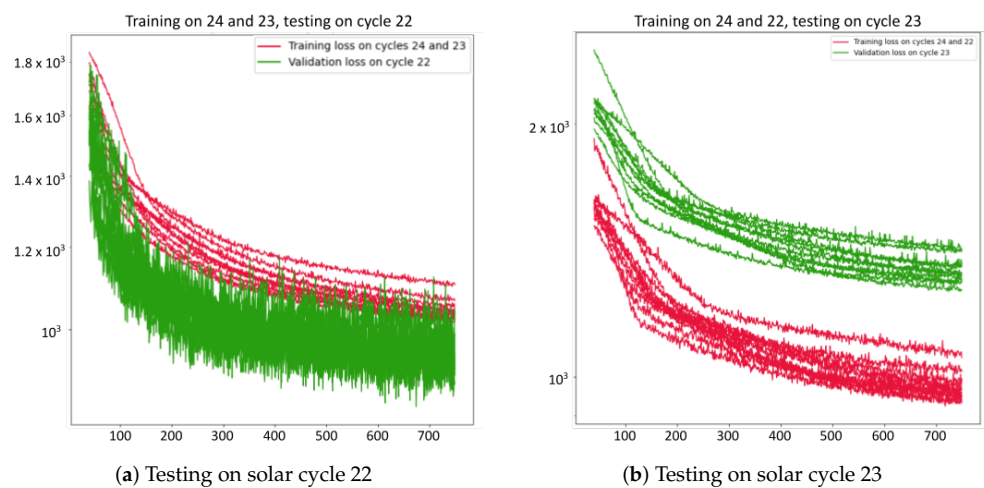 Training on 24 and 23, testing on cycle 22
Training loss on cycles 24 and 23
Validation loss on cycle 22
1.8 x 10³
1.6 x 10³
1.4 x 10³
1.2 x 10³
10³
100 200 300 400 500 600 700
(a) Testing on solar cycle 22
Training on 24 and 22, testing on cycle 23
Training loss on cycles 24 and 22
Validation loss on cycle 23
2 x 10³
10³
100 200 300 400 500 600 700
(b) Testing on solar cycle 23